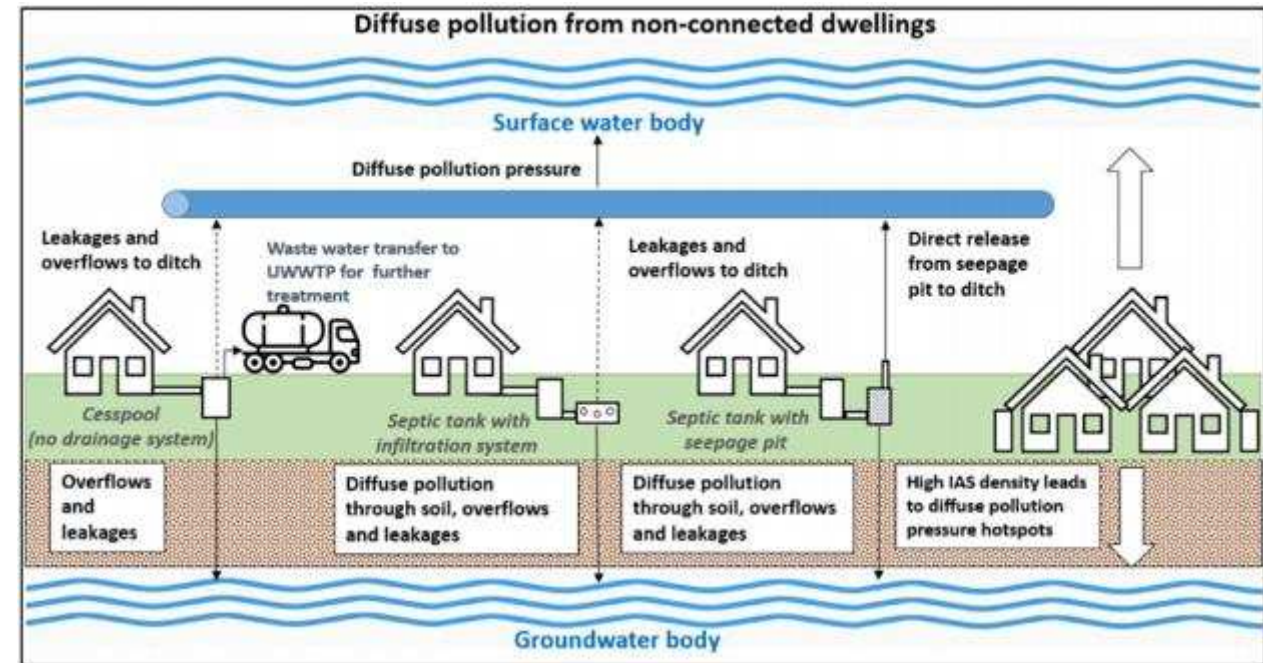 Diffuse pollution from non-connected dwellings
Surface water body
Diffuse pollution pressure
Leakages and
overflows to ditch
Waste water transfer to
UWWTP for further
treatment
Leakages and
overflows to ditch
Direct release
from seepage
pit to ditch
Cesspool
(no drainage system)
Septic tank with
infiltration system
Septic tank with
seepage pit
Overflows
and
leakages
Diffuse pollution
through soil, overflows
and leakages
Diffuse pollution
through soil, overflows
and leakages
High IAS density leads
to diffuse pollution
pressure hotspots
Groundwater body